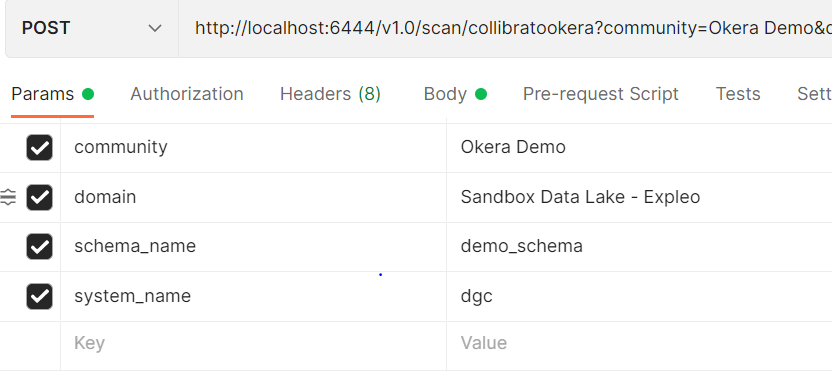 POST http://localhost:6444/v1.0/scan/collibratookera?community=Okera Demo&d
Params Authorization Headers (8) Body Pre-request Script Tests Sett
community Okera Demo
domain Sandbox Data Lake - Expleo
schema_name demo_schema
system_name dgc
Key Value